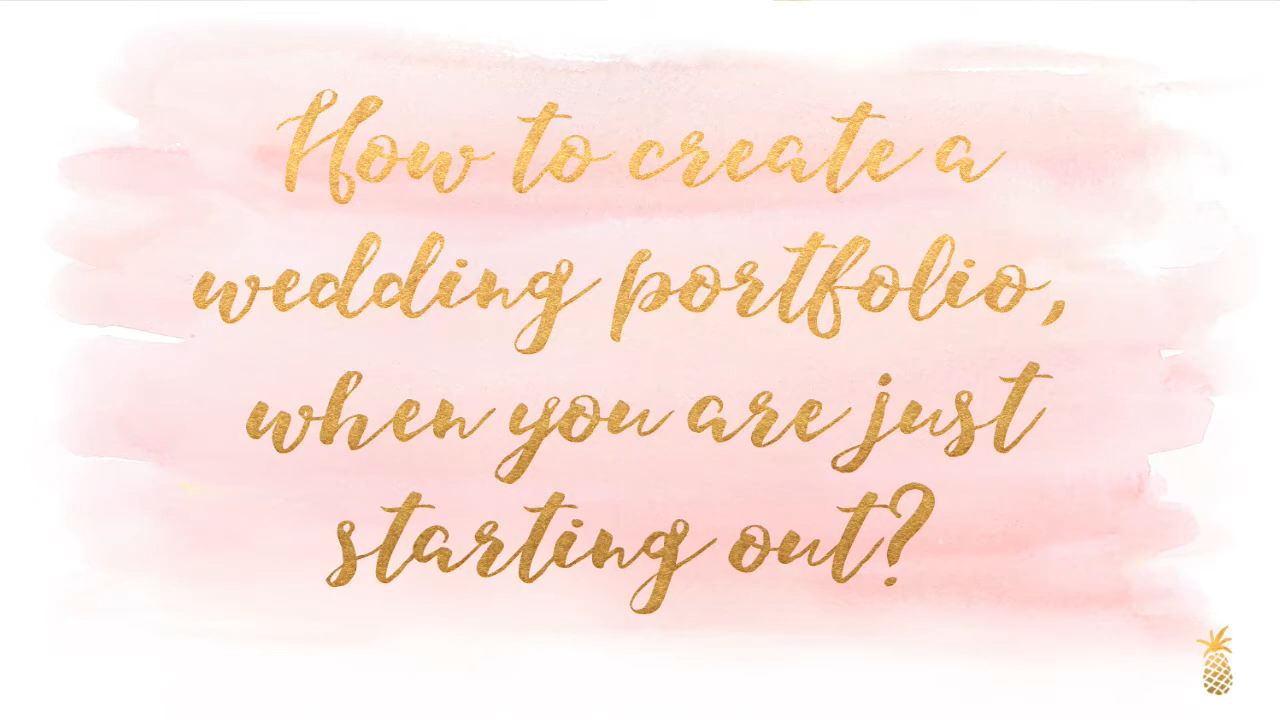 How to create a
wedding portfolio,
when you are just
starting out?